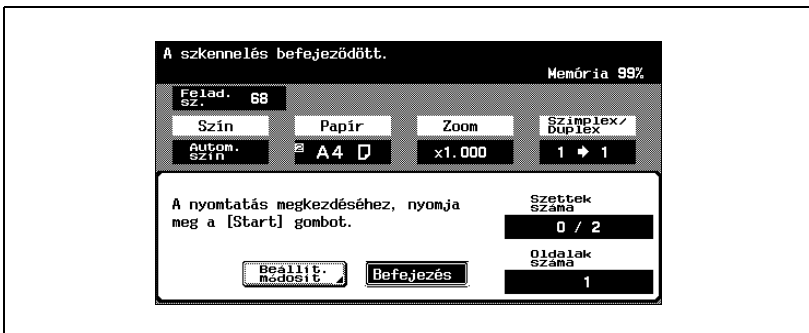 A szkennelés befejeződött.
Memória 99%
Felad.
sz. 68
Szín Papír Zoom Szimplex/
Duplex
Autom.
szín 2 A4 x1.000 1 → 1
A nyomtatás megkezdéséhez, nyomja
meg a [Start] gombot.
Szettek
száma
0 / 2
Oldalak
száma
1
Beállít.
módosít
Befejezés